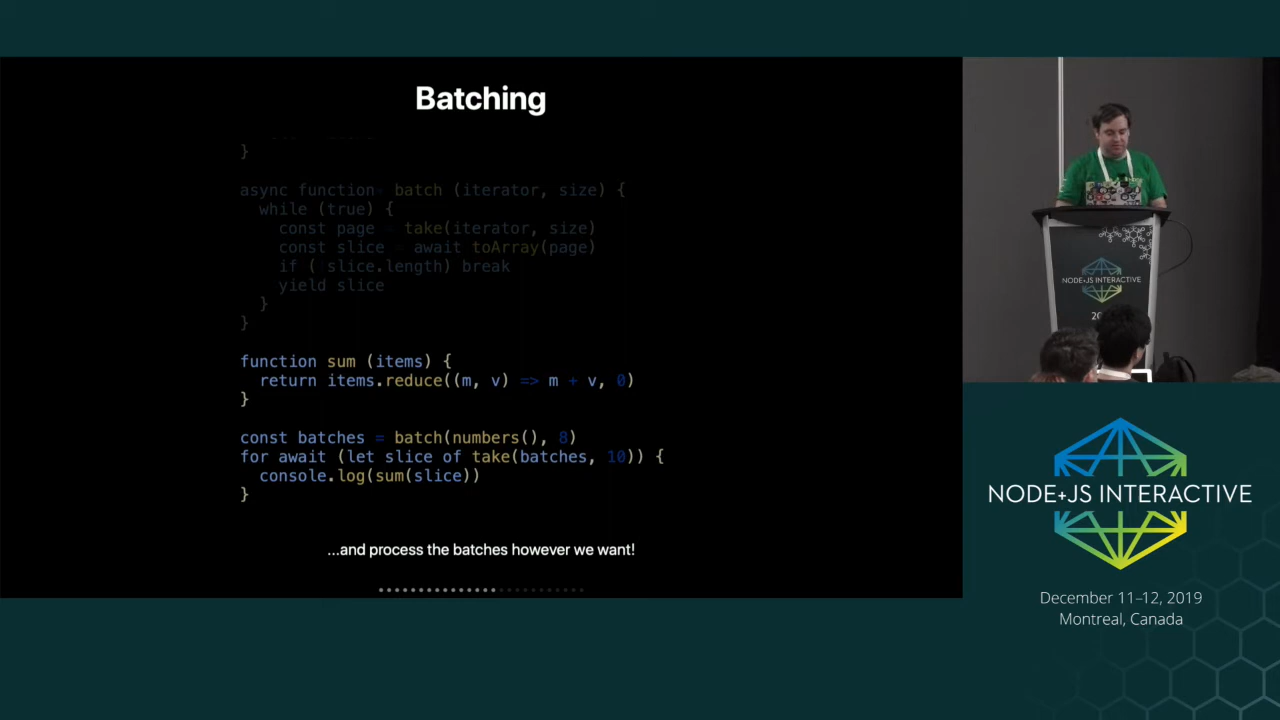 Batching
}
async function* batch (iterator, size) {
while (true) {
const page = take(iterator, size)
const slice = await toArray(page)
if (!slice.length) break
yield slice
}
}
function sum (items) {
return items.reduce((m, v) => m + v, 0)
}
const batches = batch(numbers(), 8)
for await (let slice of take(batches, 10)) {
console.log(sum(slice))
}
...and process the batches however we want!
NODE+JS INTERACTIVE
NODE+JS INTERACTIVE
December 11–12, 2019
Montreal, Canada